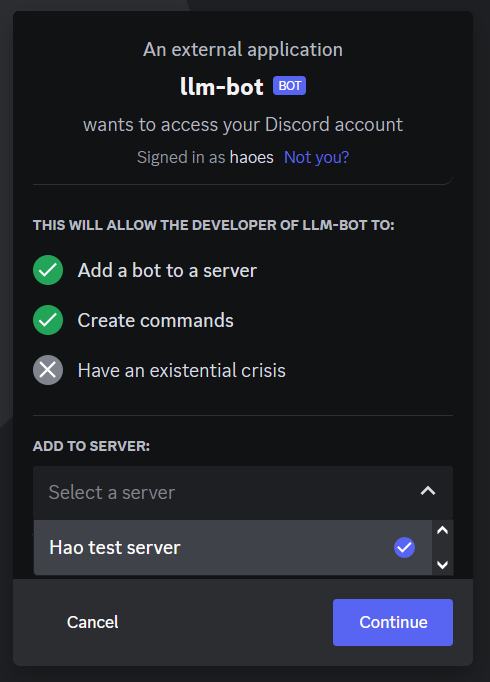 An external application
llm-bot BOT
wants to access your Discord account
Signed in as haoes Not you?
THIS WILL ALLOW THE DEVELOPER OF LLM-BOT TO:
Add a bot to a server
Create commands
Have an existential crisis
ADD TO SERVER:
Select a server
Hao test server
Cancel Continue